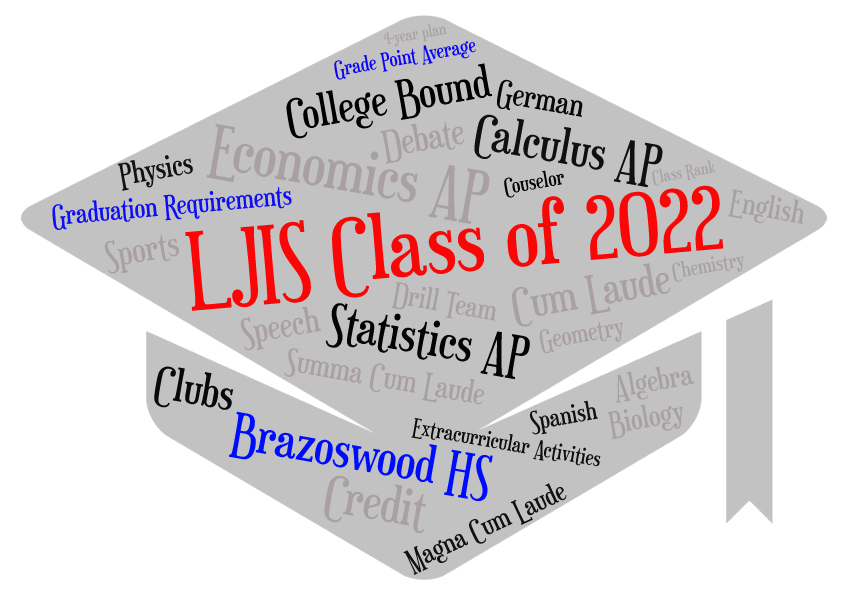 4-year plan
Grade Point Average
College Bound
German
Debate
Calculus AP
Physics
Economics AP
Couselor
Class Rank
Graduation Requirements
English
Sports
LJIS Class of 2022
Chemistry
Drill Team
Cum Laude
Speech
Statistics AP
Geometry
Summa Cum Laude
Clubs
Algebra
Spanish
Biology
Extracurricular Activities
Brazoswood HS
Credit
Magna Cum Laude